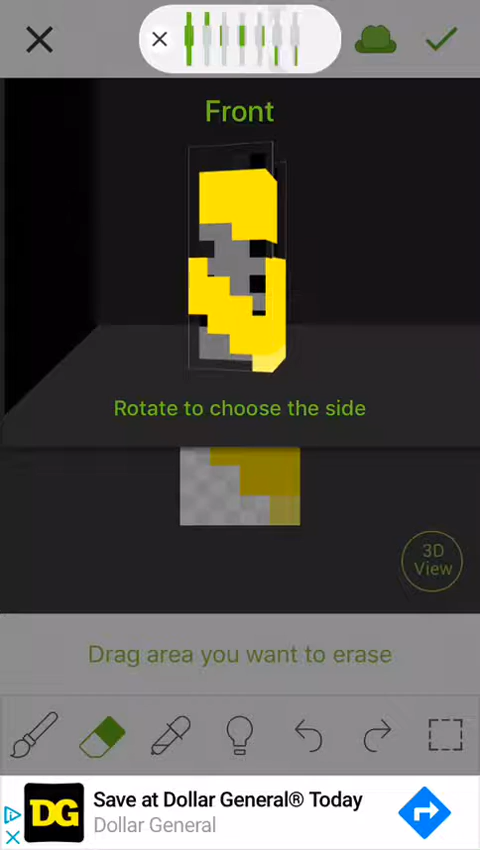 Front
Rotate to choose the side
3D
View
Drag area you want to erase
DG
Save at Dollar General® Today
Dollar General